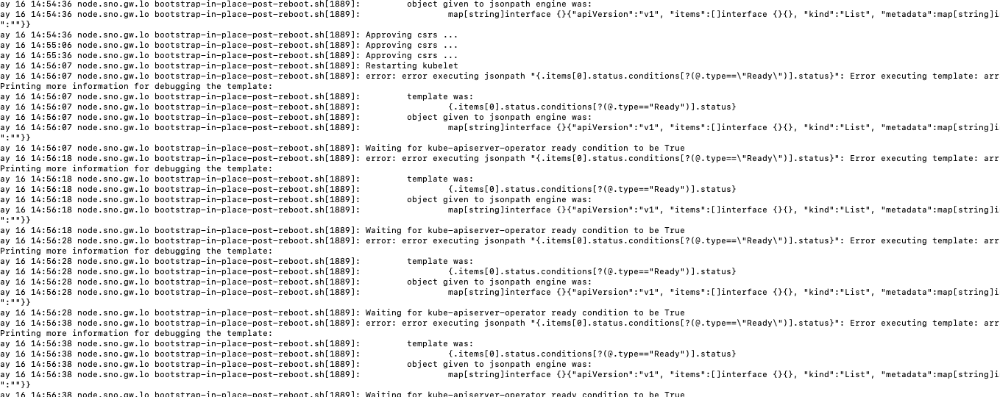 ay 16 14:54:36 node.sno.gw.lo bootstrap-in-place-post-reboot.sh[1889]:         object given to jsonpath engine was:
ay 16 14:54:36 node.sno.gw.lo bootstrap-in-place-post-reboot.sh[1889]:                 map[string]interface {}{"apiVersion":"v1", "items":[]interface {}{}, "kind":"List", "metadata":map[string]i
":""}}
ay 16 14:54:36 node.sno.gw.lo bootstrap-in-place-post-reboot.sh[1889]: Approving csrs ...
ay 16 14:55:06 node.sno.gw.lo bootstrap-in-place-post-reboot.sh[1889]: Approving csrs ...
ay 16 14:55:36 node.sno.gw.lo bootstrap-in-place-post-reboot.sh[1889]: Approving csrs ...
ay 16 14:56:07 node.sno.gw.lo bootstrap-in-place-post-reboot.sh[1889]: Restarting kubelet
ay 16 14:56:07 node.sno.gw.lo bootstrap-in-place-post-reboot.sh[1889]: error: error executing jsonpath "{.items[0].status.conditions[?(@.type==\"Ready\")].status}": Error executing template: arr
Printing more information for debugging the template:
ay 16 14:56:07 node.sno.gw.lo bootstrap-in-place-post-reboot.sh[1889]:         template was:
ay 16 14:56:07 node.sno.gw.lo bootstrap-in-place-post-reboot.sh[1889]:                 {.items[0].status.conditions[?(@.type=="Ready")].status}
ay 16 14:56:07 node.sno.gw.lo bootstrap-in-place-post-reboot.sh[1889]:         object given to jsonpath engine was:
ay 16 14:56:07 node.sno.gw.lo bootstrap-in-place-post-reboot.sh[1889]:                 map[string]interface {}{"apiVersion":"v1", "items":[]interface {}{}, "kind":"List", "metadata":map[string]i
":""}}
ay 16 14:56:07 node.sno.gw.lo bootstrap-in-place-post-reboot.sh[1889]: Waiting for kube-apiserver-operator ready condition to be True
ay 16 14:56:18 node.sno.gw.lo bootstrap-in-place-post-reboot.sh[1889]: error: error executing jsonpath "{.items[0].status.conditions[?(@.type==\"Ready\")].status}": Error executing template: arr
Printing more information for debugging the template:
ay 16 14:56:18 node.sno.gw.lo bootstrap-in-place-post-reboot.sh[1889]:         template was:
ay 16 14:56:18 node.sno.gw.lo bootstrap-in-place-post-reboot.sh[1889]:                 {.items[0].status.conditions[?(@.type=="Ready")].status}
ay 16 14:56:18 node.sno.gw.lo bootstrap-in-place-post-reboot.sh[1889]:         object given to jsonpath engine was:
ay 16 14:56:18 node.sno.gw.lo bootstrap-in-place-post-reboot.sh[1889]:                 map[string]interface {}{"apiVersion":"v1", "items":[]interface {}{}, "kind":"List", "metadata":map[string]i
":""}}
ay 16 14:56:18 node.sno.gw.lo bootstrap-in-place-post-reboot.sh[1889]: Waiting for kube-apiserver-operator ready condition to be True
ay 16 14:56:28 node.sno.gw.lo bootstrap-in-place-post-reboot.sh[1889]: error: error executing jsonpath "{.items[0].status.conditions[?(@.type==\"Ready\")].status}": Error executing template: arr
Printing more information for debugging the template:
ay 16 14:56:28 node.sno.gw.lo bootstrap-in-place-post-reboot.sh[1889]:         template was:
ay 16 14:56:28 node.sno.gw.lo bootstrap-in-place-post-reboot.sh[1889]:                 {.items[0].status.conditions[?(@.type=="Ready")].status}
ay 16 14:56:28 node.sno.gw.lo bootstrap-in-place-post-reboot.sh[1889]:         object given to jsonpath engine was:
ay 16 14:56:28 node.sno.gw.lo bootstrap-in-place-post-reboot.sh[1889]:                 map[string]interface {}{"apiVersion":"v1", "items":[]interface {}{}, "kind":"List", "metadata":map[string]i
":""}}
ay 16 14:56:28 node.sno.gw.lo bootstrap-in-place-post-reboot.sh[1889]: Waiting for kube-apiserver-operator ready condition to be True
ay 16 14:56:38 node.sno.gw.lo bootstrap-in-place-post-reboot.sh[1889]: error: error executing jsonpath "{.items[0].status.conditions[?(@.type==\"Ready\")].status}": Error executing template: arr
Printing more information for debugging the template:
ay 16 14:56:38 node.sno.gw.lo bootstrap-in-place-post-reboot.sh[1889]:         template was:
ay 16 14:56:38 node.sno.gw.lo bootstrap-in-place-post-reboot.sh[1889]:                 {.items[0].status.conditions[?(@.type=="Ready")].status}
ay 16 14:56:38 node.sno.gw.lo bootstrap-in-place-post-reboot.sh[1889]:         object given to jsonpath engine was:
ay 16 14:56:38 node.sno.gw.lo bootstrap-in-place-post-reboot.sh[1889]:                 map[string]interface {}{"apiVersion":"v1", "items":[]interface {}{}, "kind":"List", "metadata":map[string]i
":""}}
ay 16 14:56:38 node.sno.gw.lo bootstrap-in-place-post-reboot.sh[1889]: Waiting for kube-apiserver-operator ready condition to be True